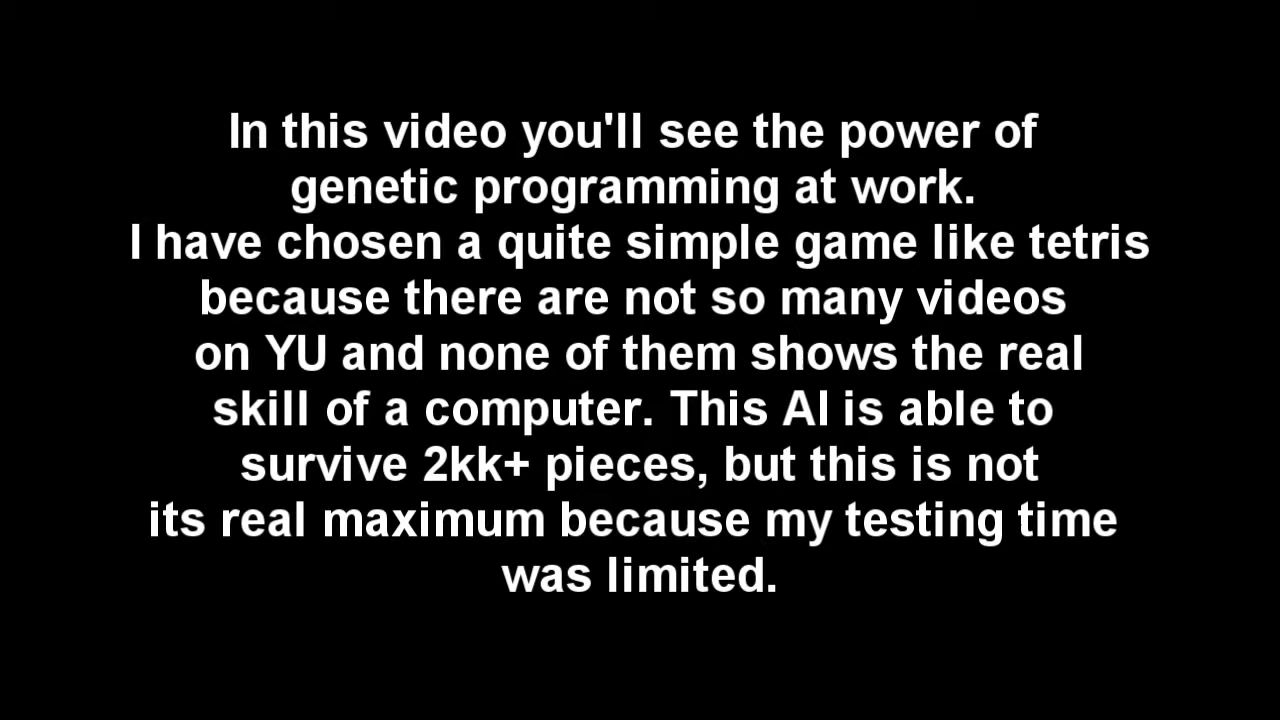 In this video you'll see the power of
genetic programming at work.
I have chosen a quite simple game like tetris
because there are not so many videos
on YU and none of them shows the real
skill of a computer. This AI is able to
survive 2kk+ pieces, but this is not
its real maximum because my testing time
was limited.